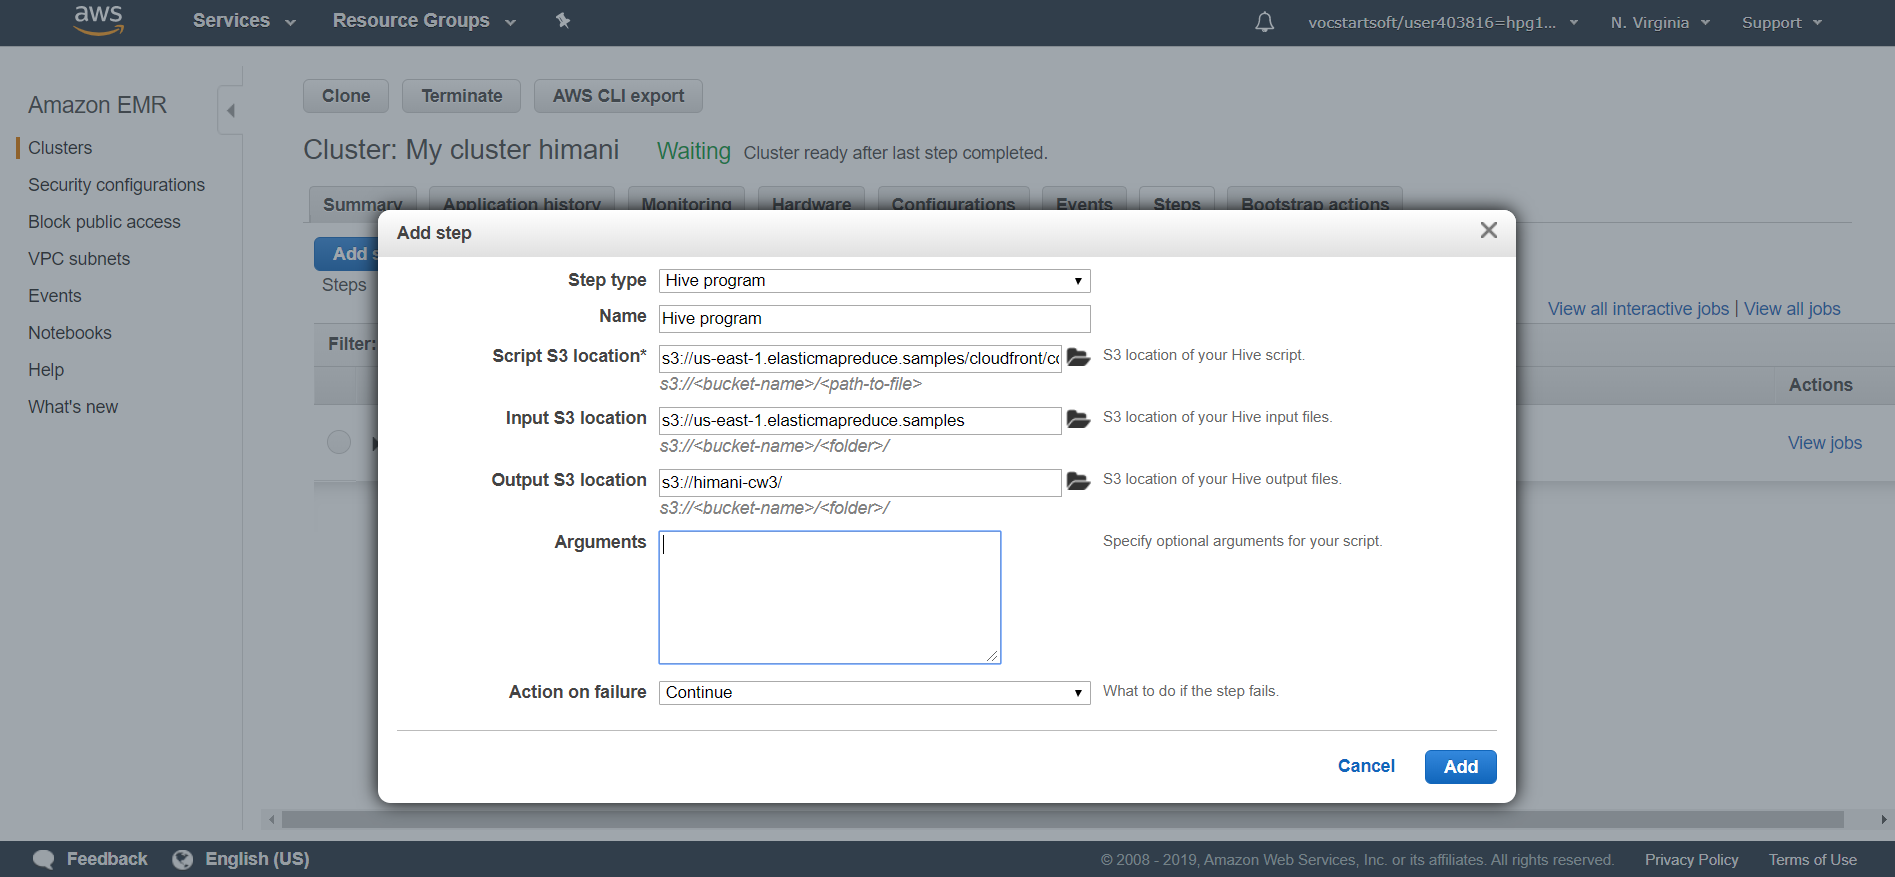 aws Services Resource Groups vocstartsoft/user403816=hpg1... N. Virginia Support
Amazon EMR
Clusters
Security configurations
Block public access
VPC subnets
Events
Notebooks
Help
What's new
Clone Terminate AWS CLI export
Cluster: My cluster himani Waiting Cluster ready after last step completed.
Summary Application history Monitoring Hardware Configurations Events Steps Bootstrap actions
Add s
Steps
View all interactive jobs | View all jobs
Filter:
Actions
View jobs
Add step
Step type Hive program
Name Hive program
Script S3 location* s3://us-east-1.elasticmapreduce.samples/cloudfront/co S3 location of your Hive script.
s3://<bucket-name>/<path-to-file>
Input S3 location s3://us-east-1.elasticmapreduce.samples S3 location of your Hive input files.
s3://<bucket-name>/<folder>/
Output S3 location s3://himani-cw3/ S3 location of your Hive output files.
s3://<bucket-name>/<folder>/
Arguments Specify optional arguments for your script.
Action on failure Continue What to do if the step fails.
Cancel Add
Feedback English (US) © 2008 - 2019, Amazon Web Services, Inc. or its affiliates. All rights reserved. Privacy Policy Terms of Use